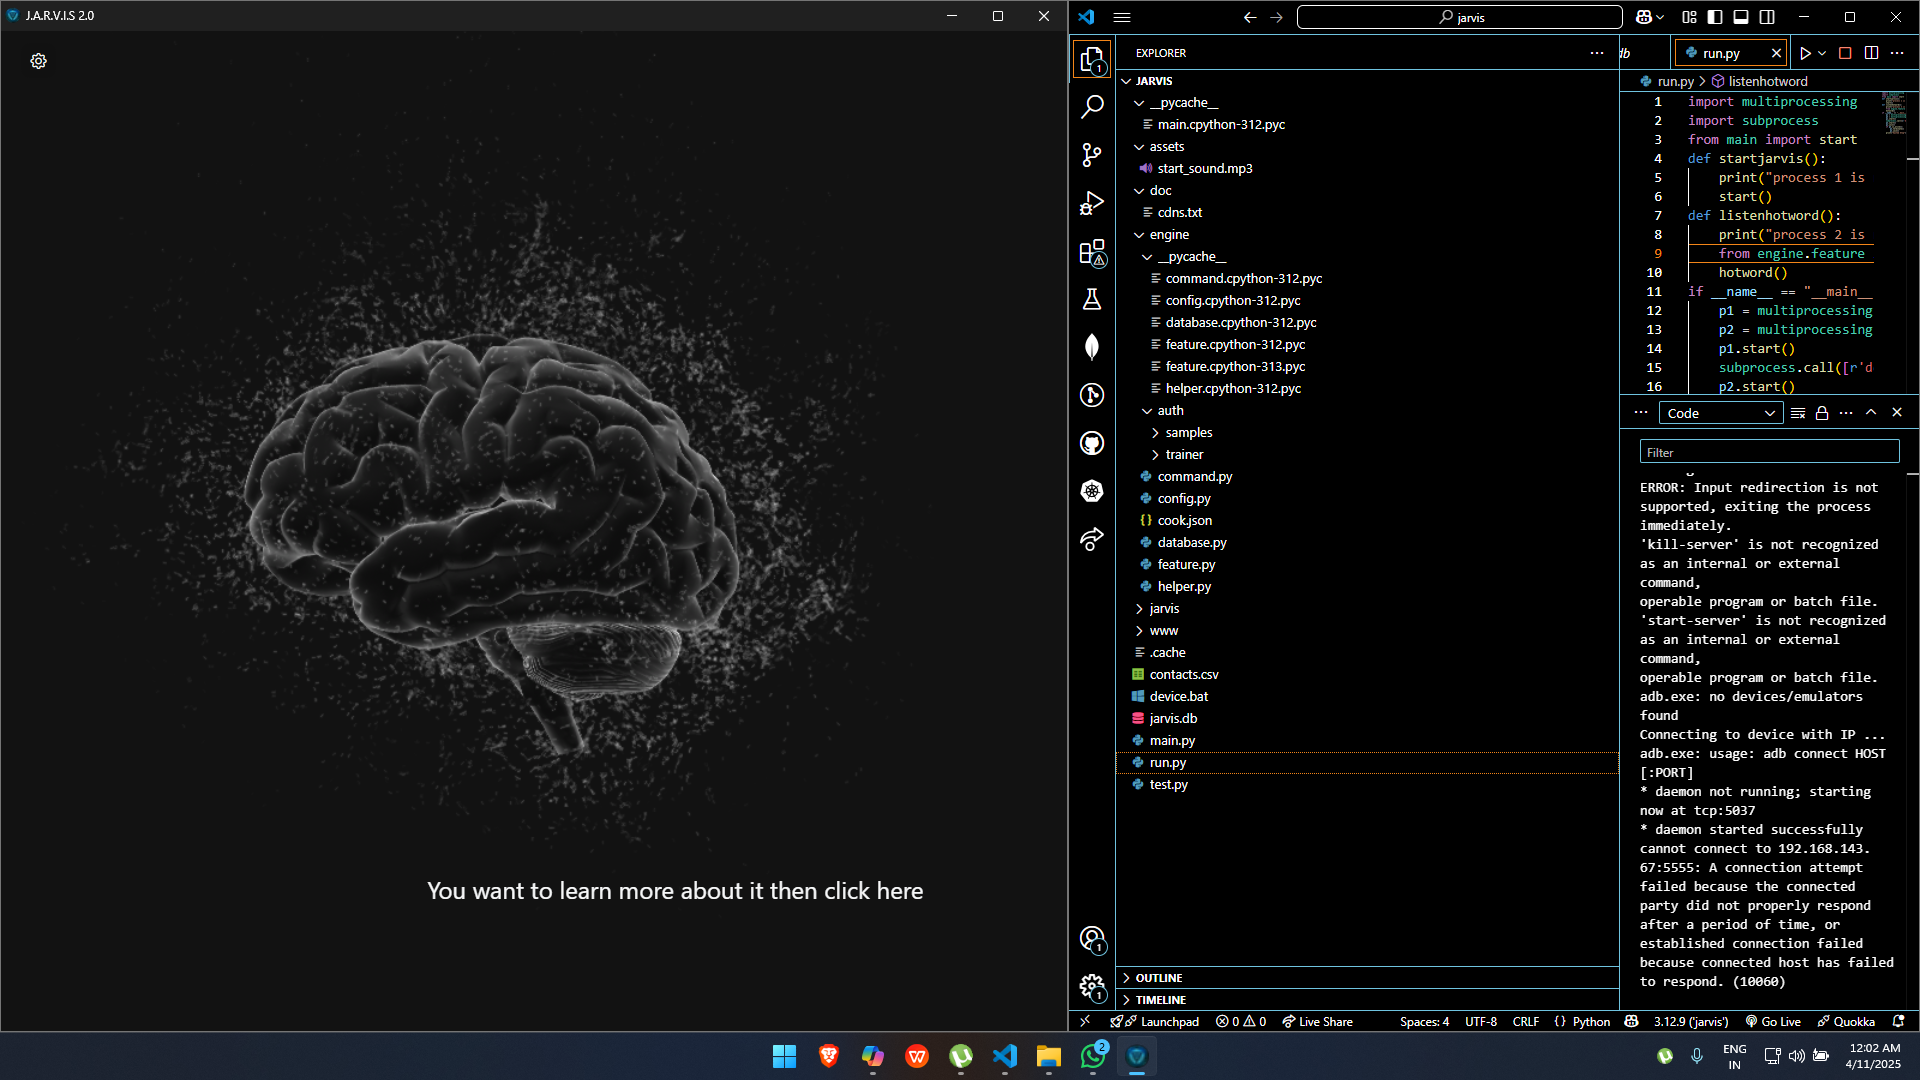 J.A.R.V.I.S 2.0
You want to learn more about it then click here
jarvis
EXPLORER
db
run.py
JARVIS
__pycache__
main.cpython-312.pyc
assets
start_sound.mp3
doc
cdns.txt
engine
__pycache__
command.cpython-312.pyc
config.cpython-312.pyc
database.cpython-312.pyc
feature.cpython-312.pyc
feature.cpython-313.pyc
helper.cpython-312.pyc
auth
samples
trainer
command.py
config.py
cook.json
database.py
feature.py
helper.py
jarvis
www
.cache
contacts.csv
device.bat
jarvis.db
main.py
run.py
test.py
OUTLINE
TIMELINE
run.py > listenhotword
1 import multiprocessing
2 import subprocess
3 from main import start
4 def startjarvis():
5 print("process 1 is
6 start()
7 def listenhotword():
8 print("process 2 is
9 from engine.feature
10 hotword()
11 if __name__ == "__main__
12 p1 = multiprocessing
13 p2 = multiprocessing
14 p1.start()
15 subprocess.call([r'd
16 p2.start()
Code
Filter
ERROR: Input redirection is not
supported, exiting the process
immediately.
'kill-server' is not recognized
as an internal or external
command,
operable program or batch file.
'start-server' is not recognized
as an internal or external
command,
operable program or batch file.
adb.exe: no devices/emulators
found
Connecting to device with IP ...
adb.exe: usage: adb connect HOST
[:PORT]
* daemon not running; starting
now at tcp:5037
* daemon started successfully
cannot connect to 192.168.143.
67:5555: A connection attempt
failed because the connected
party did not properly respond
after a period of time, or
established connection failed
because connected host has failed
to respond. (10060)
Launchpad 0 0 Live Share Spaces: 4 UTF-8 CRLF {} Python 3.12.9 ('jarvis') Go Live Quokka
2
ENG
IN
12:02 AM
4/11/2025